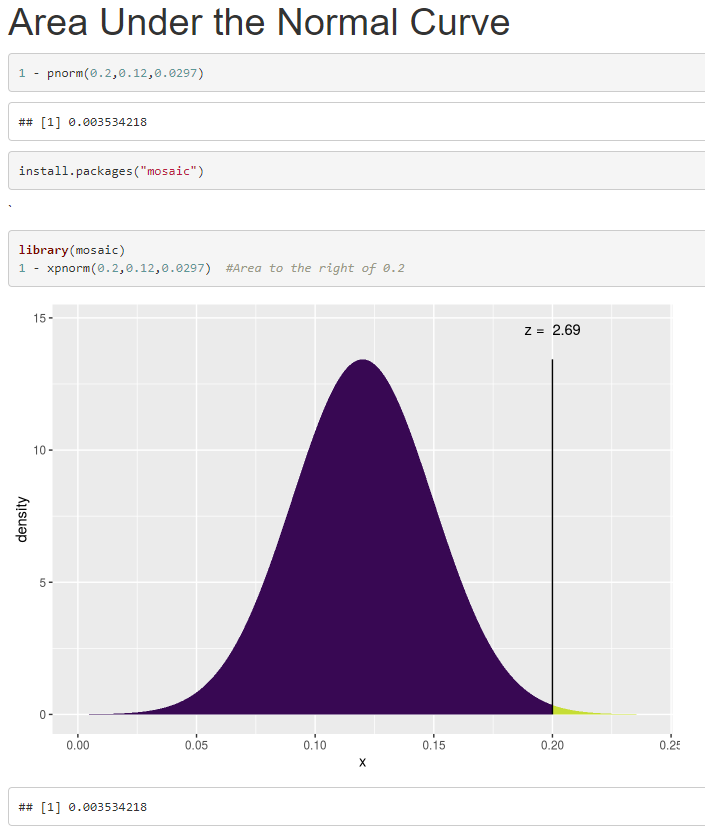 Area Under the Normal Curve
1 - pnorm(0.2,0.12,0.0297)
## [1] 0.003534218
install.packages("mosaic")
`
library(mosaic)
1 - xpnorm(0.2,0.12,0.0297)  #Area to the right of 0.2
z = 2.69
15
10
density
5
0
0.00 0.05 0.10 0.15 0.20 0.25
x
## [1] 0.003534218